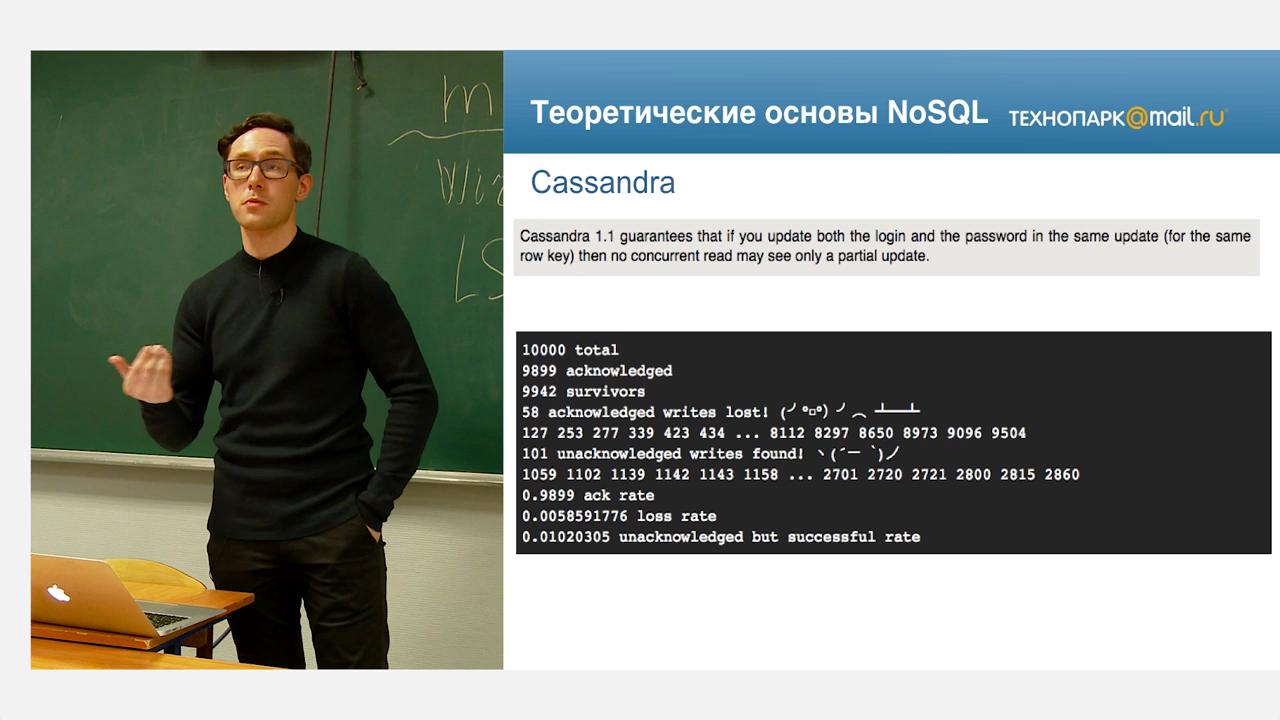 Теоретические основы NoSQL
ТЕХНОПАРК@mail.ru
Cassandra
Cassandra 1.1 guarantees that if you update both the login and the password in the same update (for the same
row key) then no concurrent read may see only a partial update.
10000 total
9899 acknowledged
9942 survivors
58 acknowledged writes lost! (╯°□°)╯︵ ┻━┻
127 253 277 339 423 434 ... 8112 8297 8650 8973 9096 9504
101 unacknowledged writes found! ヽ(´ー`)ノ
1059 1102 1139 1142 1143 1158 ... 2701 2720 2721 2800 2815 2860
0.9899 ack rate
0.0058591776 loss rate
0.01020305 unacknowledged but successful rate
m
Wi
LS